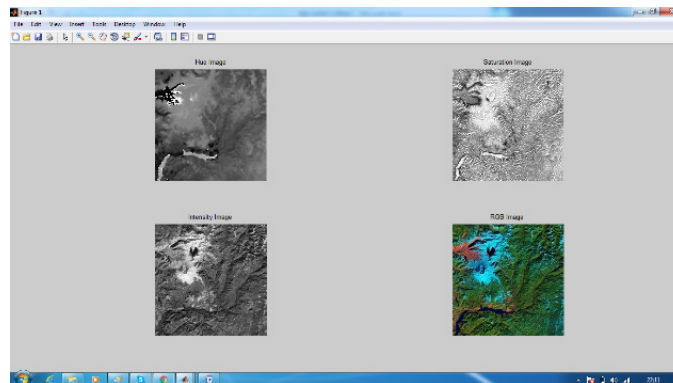 Figure 1
File Edit View Insert Tools Desktop Window Help
Hue Image
Saturation Image
Intensity Image
RGB Image